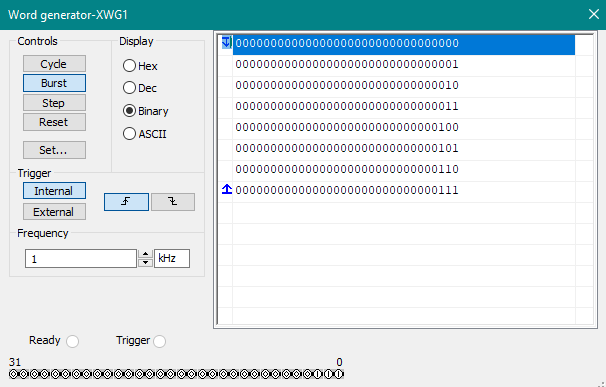 Word generator-XWG1
Controls
Display
Cycle
Burst
Step
Reset
Set...
Hex
Dec
Binary
ASCII
Trigger
Internal
External
Frequency
1
kHz
00000000000000000000000000000000
00000000000000000000000000000001
00000000000000000000000000000010
00000000000000000000000000000011
00000000000000000000000000000100
00000000000000000000000000000101
00000000000000000000000000000110
00000000000000000000000000000111
Ready
Trigger
31
0